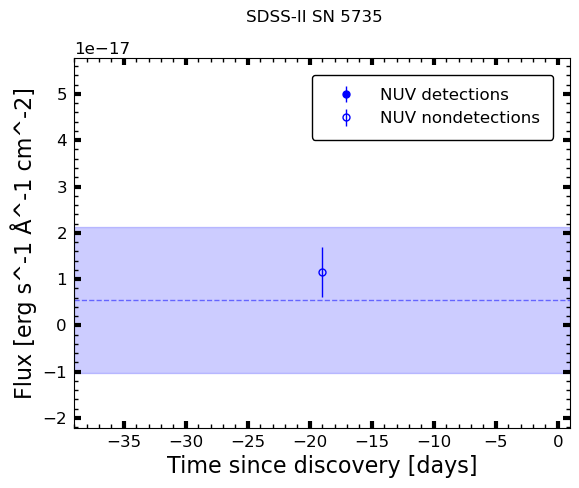 SDSS-II SN 5735
1e−17
NUV detections
NUV nondetections
5
4
3
2
1
0
−1
−2
Flux [erg s^-1 Å^-1 cm^-2]
−35 −30 −25 −20 −15 −10 −5 0
Time since discovery [days]